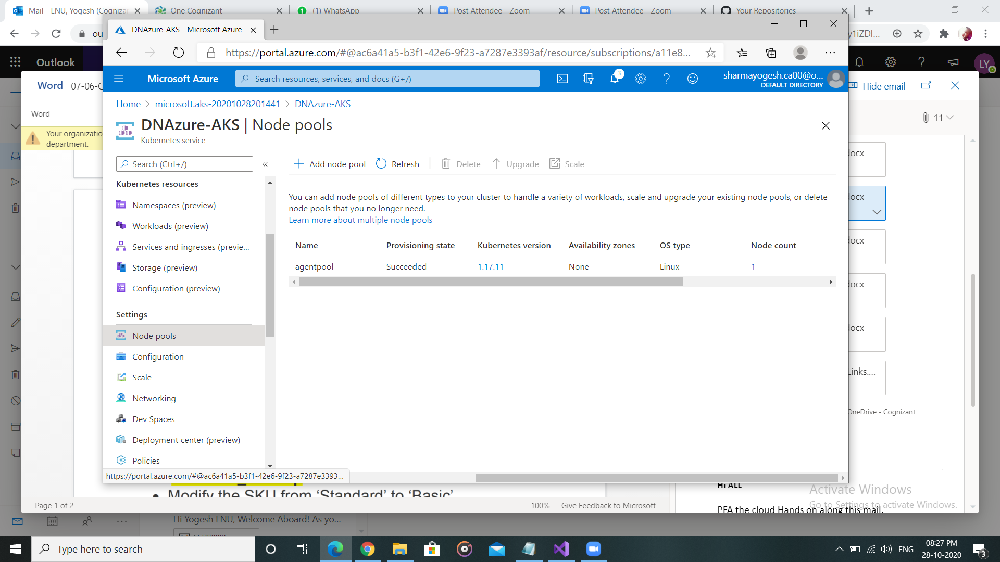 Mail - LNU, Yogesh (Cognizan
One Cognizant
(1) WhatsApp
Post Attendee - Zoom
Post Attendee - Zoom
Your Repositories
DNAzure-AKS - Microsoft Azure
ou
y1iZDI...
https://portal.azure.com/#@ac6a41a5-b3f1-42e6-9f23-a7287e3393af/resource/subscriptions/a11e8...
Outlook
LY
Microsoft Azure
Search resources, services, and docs (G+/)
3
sharmayogesh.ca00@o...
DEFAULT DIRECTORY
Word 07-06-C
Hide email
Home > microsoft.aks-20201028201441 > DNAzure-AKS
Word
11
DNAzure-AKS | Node pools
Kubernetes service
Your organizatio
department.
Search (Ctrl+/)
Add node pool
Refresh
Delete
Upgrade
Scale
Kubernetes resources
Namespaces (preview)
Workloads (preview)
Services and ingresses (previe...
Storage (preview)
Configuration (preview)
Settings
Node pools
Configuration
Scale
Networking
Dev Spaces
Deployment center (preview)
Policies
You can add node pools of different types to your cluster to handle a variety of workloads, scale and upgrade your existing node pools, or delete
node pools that you no longer need.
Learn more about multiple node pools
Name Provisioning state Kubernetes version Availability zones OS type Node count
agentpool Succeeded 1.17.11 None Linux 1
ocx
ocx
ocx
ocx
ocx
Links....
OneDrive - Cognizant
https://portal.azure.com/#@ac6a41a5-b3f1-42e6-9f23-a7287e3393...
Modify the SKU from ‘Standard’ to ‘Basic’
Hi ALL
PFA the cloud Hands on along this mail.
Activate Windows
Go to Settings to activate Windows.
Page 1 of 2
100%
Give Feedback to Microsoft
Hi Yogesh LNU, Welcome Aboard! As yo...
Type here to search
ENG
08:27 PM
28-10-2020
3